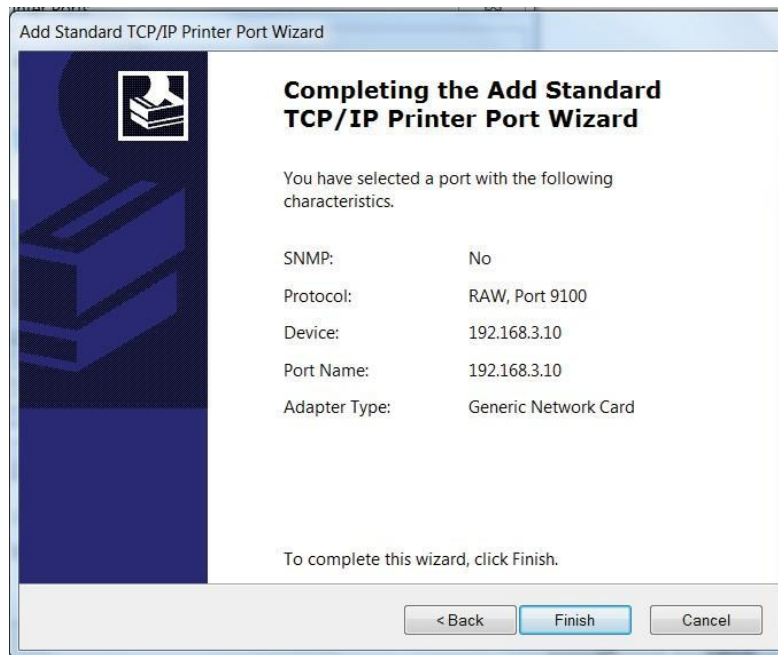 Add Standard TCP/IP Printer Port Wizard
Completing the Add Standard
TCP/IP Printer Port Wizard
You have selected a port with the following
characteristics.
SNMP: No
Protocol: RAW, Port 9100
Device: 192.168.3.10
Port Name: 192.168.3.10
Adapter Type: Generic Network Card
To complete this wizard, click Finish.
< Back Finish Cancel